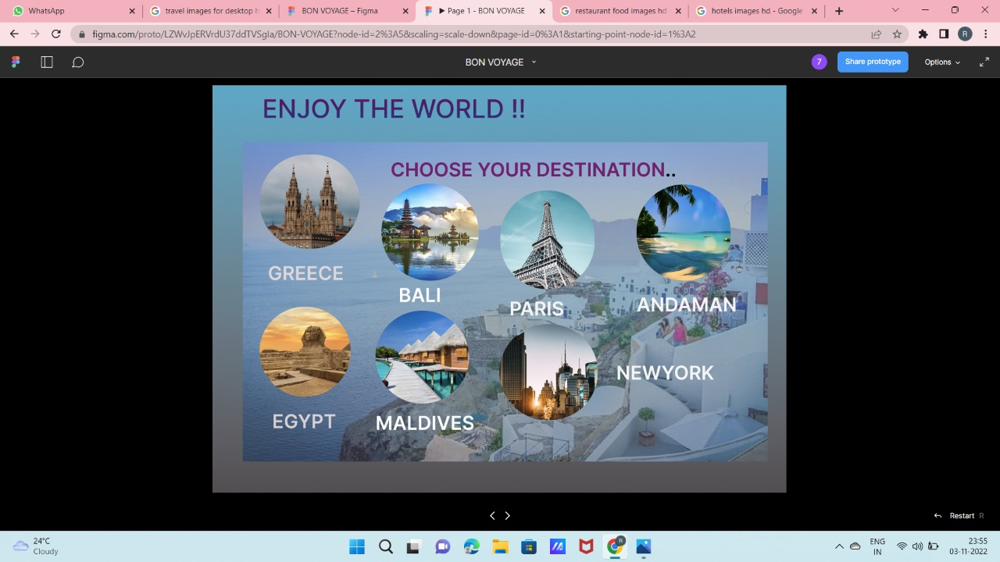 WhatsApp
travel images for desktop h
BON VOYAGE – Figma
▶ Page 1 - BON VOYAGE
restaurant food images hd
hotels images hd - Google
figma.com/proto/LZWvJpERVrdU37ddTVSgIa/BON-VOYAGE?node-id=3%3A5&scaling=scale-down&page-id=0%3A1&starting-point-node-id=1%3A2
R
BON VOYAGE
7
Share prototype
Options
ENJOY THE WORLD !!
CHOOSE YOUR DESTINATION..
GREECE
BALI
PARIS
ANDAMAN
EGYPT
MALDIVES
NEWYORK
Restart R
24°C
Cloudy
R
ENG
IN
23:55
03-11-2022